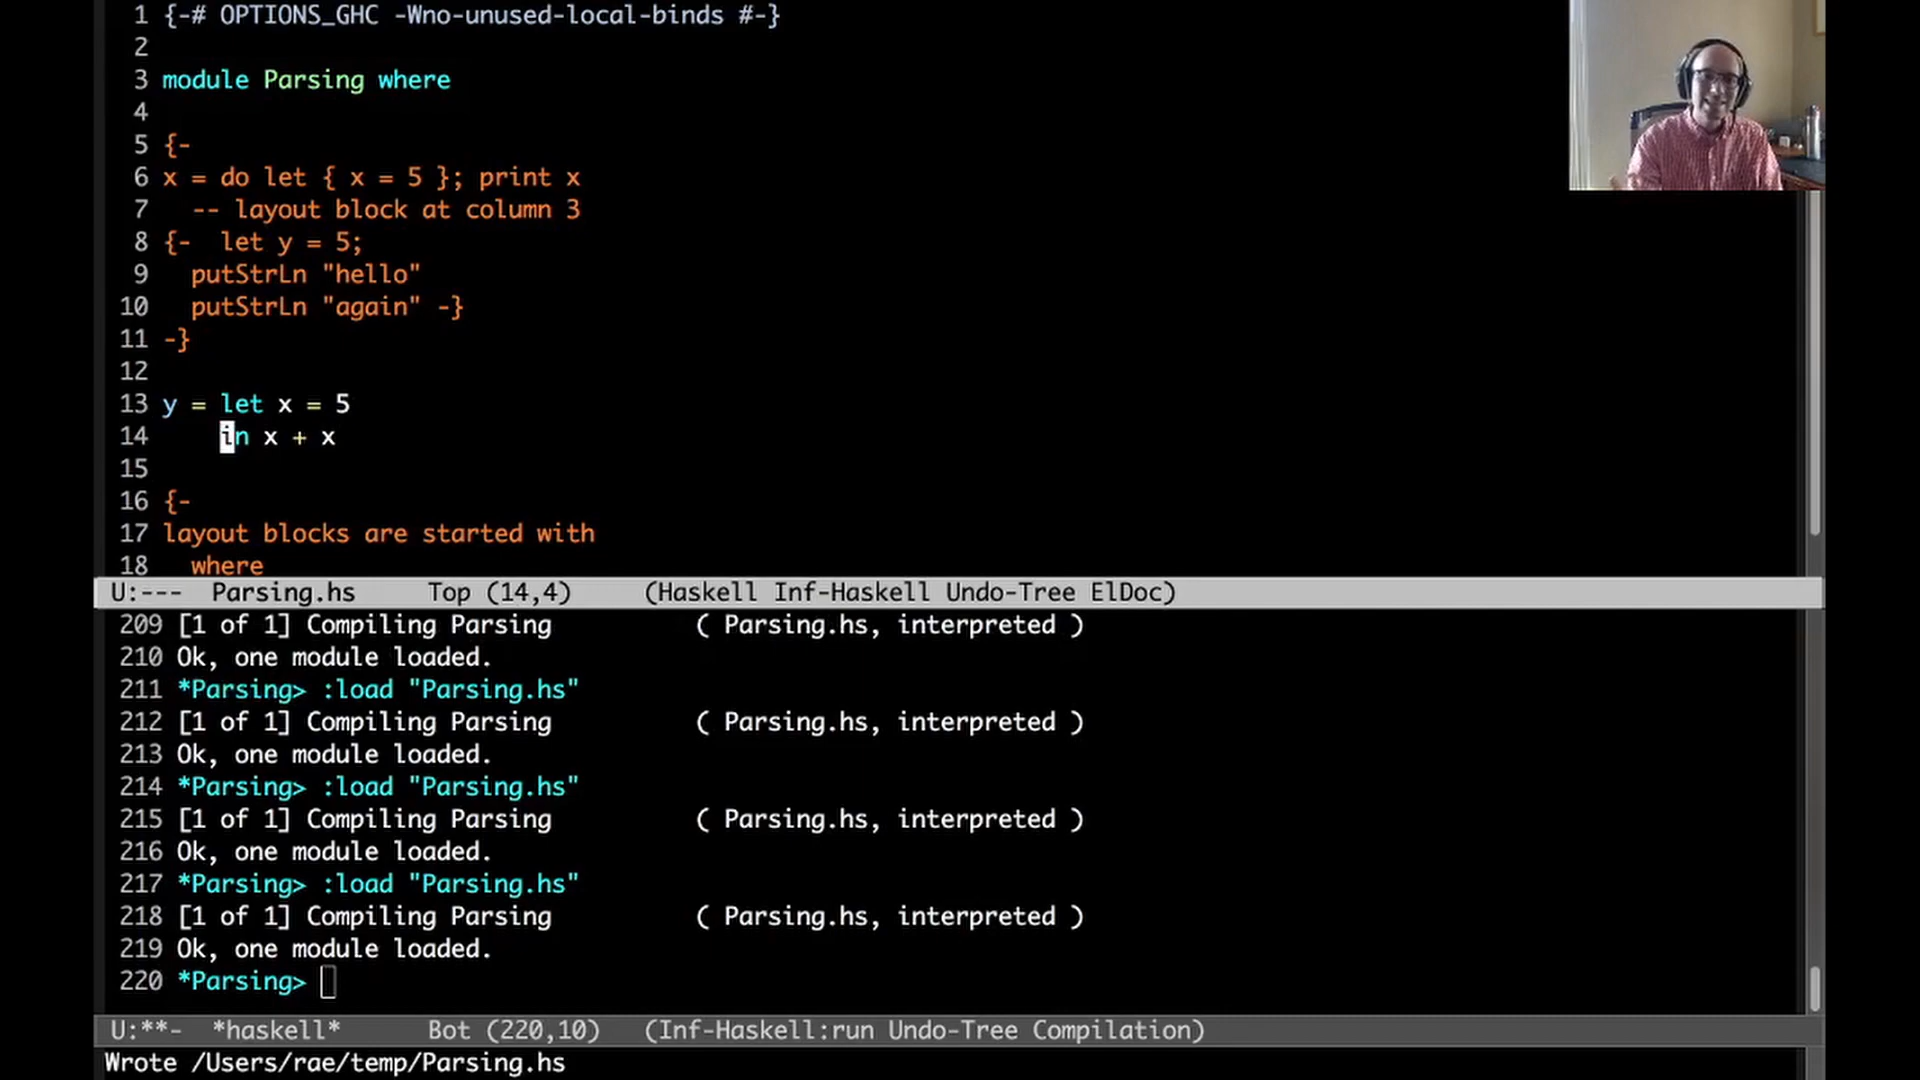 1 {-# OPTIONS_GHC -Wno-unused-local-binds #-}
2
3 module Parsing where
4
5 {-
6 x = do let { x = 5 }; print x
7   -- layout block at column 3
8 {-  let y = 5;
9   putStrLn "hello"
10   putStrLn "again" -}
11 -}
12
13 y = let x = 5
14     in x + x
15
16 {-
17 layout blocks are started with
18   where
U:---  Parsing.hs     Top (14,4)     (Haskell Inf-Haskell Undo-Tree ElDoc)
209 [1 of 1] Compiling Parsing          ( Parsing.hs, interpreted )
210 Ok, one module loaded.
211 *Parsing> :load "Parsing.hs"
212 [1 of 1] Compiling Parsing          ( Parsing.hs, interpreted )
213 Ok, one module loaded.
214 *Parsing> :load "Parsing.hs"
215 [1 of 1] Compiling Parsing          ( Parsing.hs, interpreted )
216 Ok, one module loaded.
217 *Parsing> :load "Parsing.hs"
218 [1 of 1] Compiling Parsing          ( Parsing.hs, interpreted )
219 Ok, one module loaded.
220 *Parsing>
U:**-  *haskell*      Bot (220,10)   (Inf-Haskell:run Undo-Tree Compilation)
Wrote /Users/rae/temp/Parsing.hs